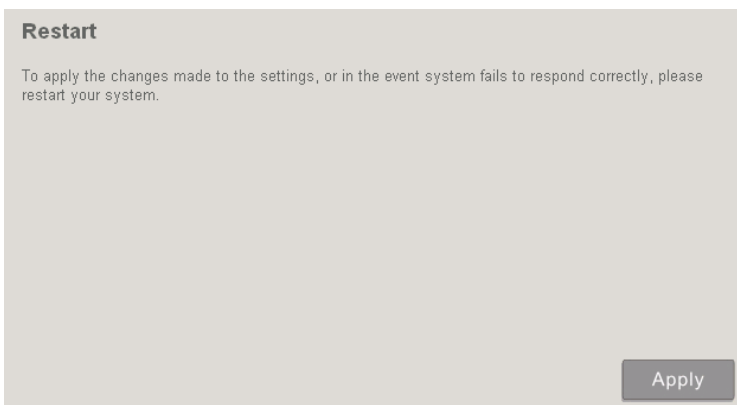 Restart
To apply the changes made to the settings, or in the event system fails to respond correctly, please
restart your system.
Apply